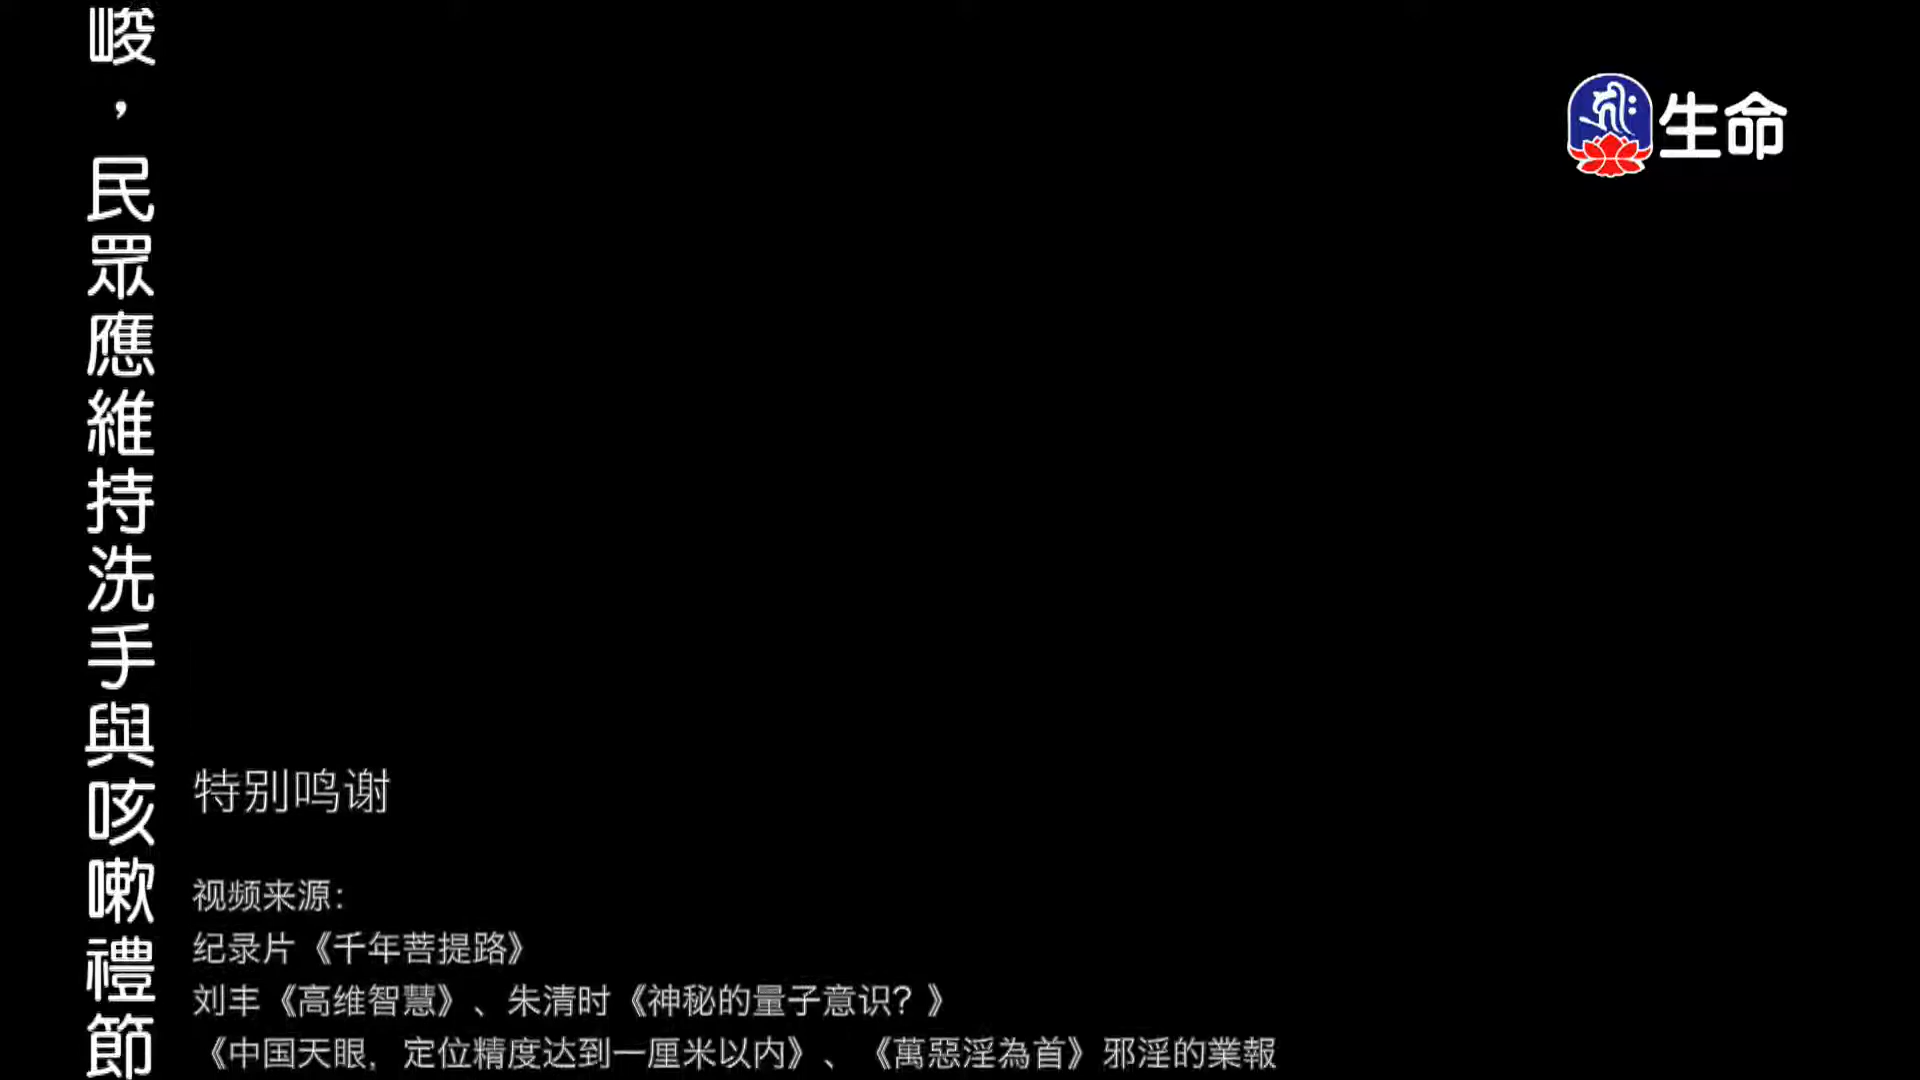 峻，民眾應維持洗手與咳嗽禮節
生命
特别鸣谢
视频来源：
纪录片《千年菩提路》
刘丰《高维智慧》、朱清时《神秘的量子意识？》
《中国天眼，定位精度达到一厘米以内》、《萬惡淫為首》邪淫的業報